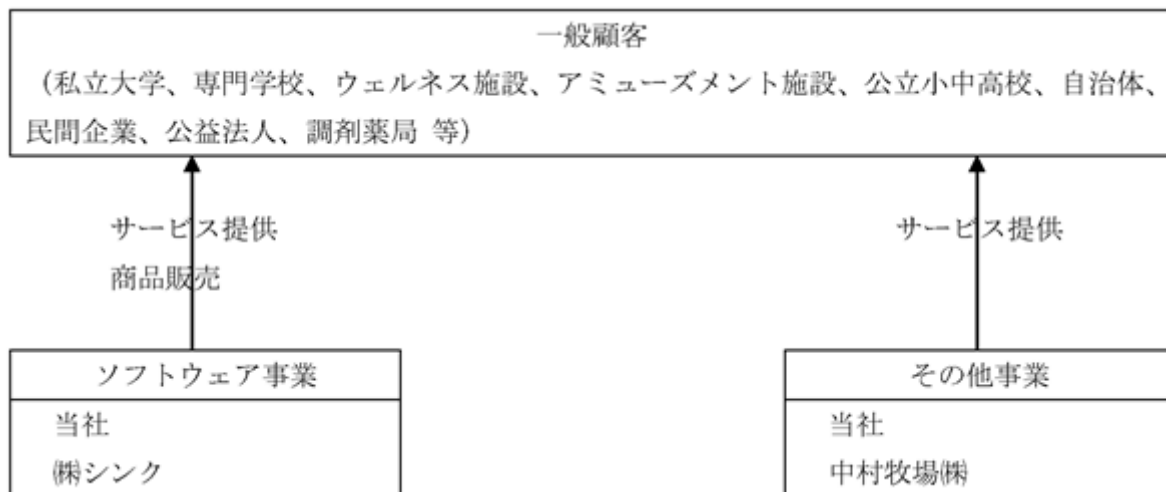 一般顧客
(私立大学、専門学校、ウェルネス施設、アミューズメント施設、公立小中高校、自治体、
民間企業、公益法人、調剤薬局 等)
サービス提供
商品販売
サービス提供
ソフトウェア事業
当社
㈱シンク
その他事業
当社
中村牧場㈱